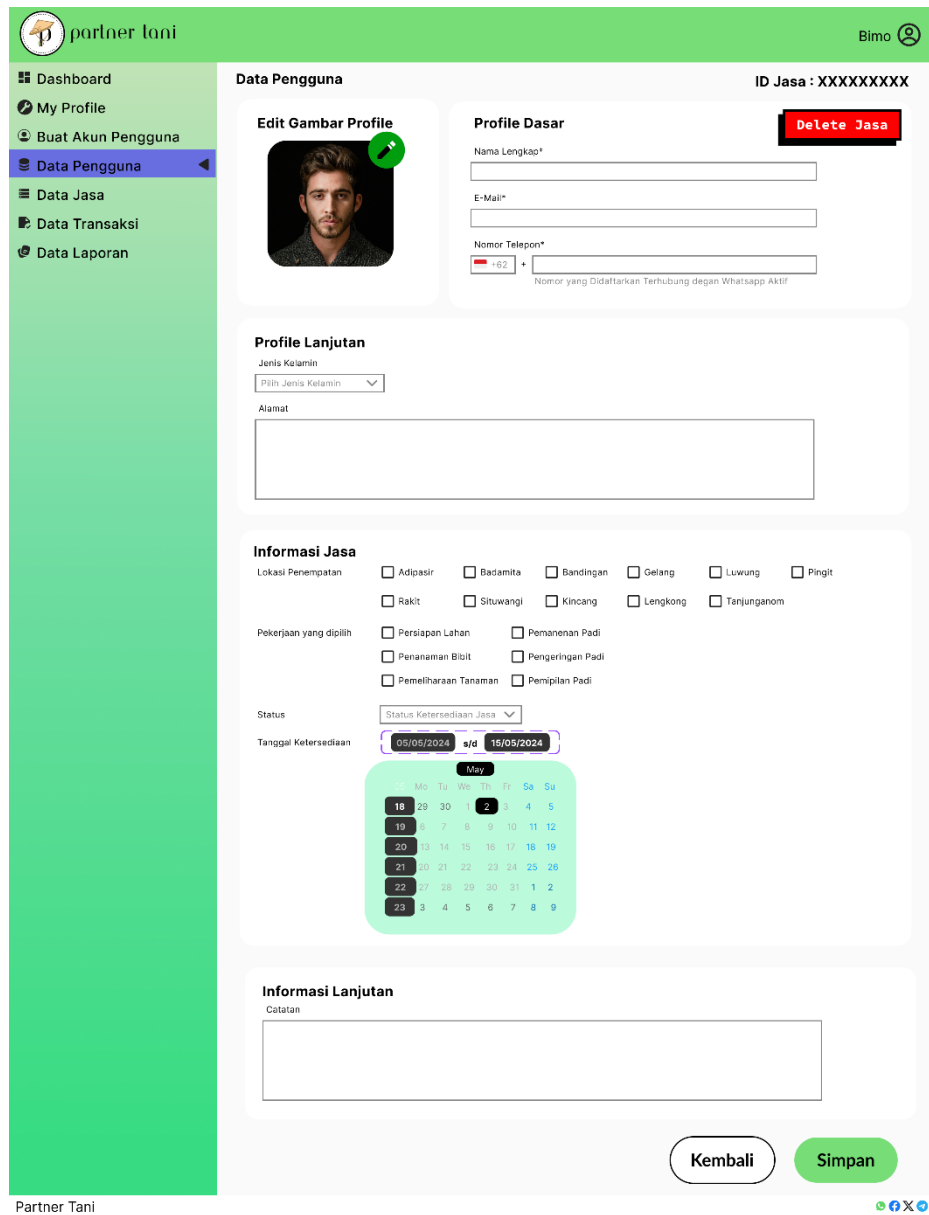 partner tani
Bimo
Dashboard
My Profile
Buat Akun Pengguna
Data Pengguna
Data Jasa
Data Transaksi
Data Laporan
Data Pengguna
ID Jasa : XXXXXXXXX
Edit Gambar Profile
Profile Dasar
Delete Jasa
Nama Lengkap*
E-Mail*
Nomor Telepon*
+62 +
Nomor yang Didaftarkan Terhubung degan Whatsapp Aktif
Profile Lanjutan
Jenis Kelamin
Pilih Jenis Kelamin
Alamat
Informasi Jasa
Lokasi Penempatan Adipasir Badamita Bandingan Gelang Luwung Pingit
Rakit Situwangi Kincang Lengkong Tanjunganom
Pekerjaan yang dipilih Persiapan Lahan Pemanenan Padi
Penanaman Bibit Pengeringan Padi
Pemeliharaan Tanaman Pemipilan Padi
Status Status Ketersediaan Jasa
Tanggal Ketersediaan 05/05/2024 s/d 15/05/2024
May
Mo Tu We Th Fr Sa Su
18 29 30 1 2 3 4 5
19 6 7 8 9 10 11 12
20 13 14 15 16 17 18 19
21 20 21 22 23 24 25 26
22 27 28 29 30 31 1 2
23 3 4 5 6 7 8 9
Informasi Lanjutan
Catatan
Kembali
Simpan
Partner Tani